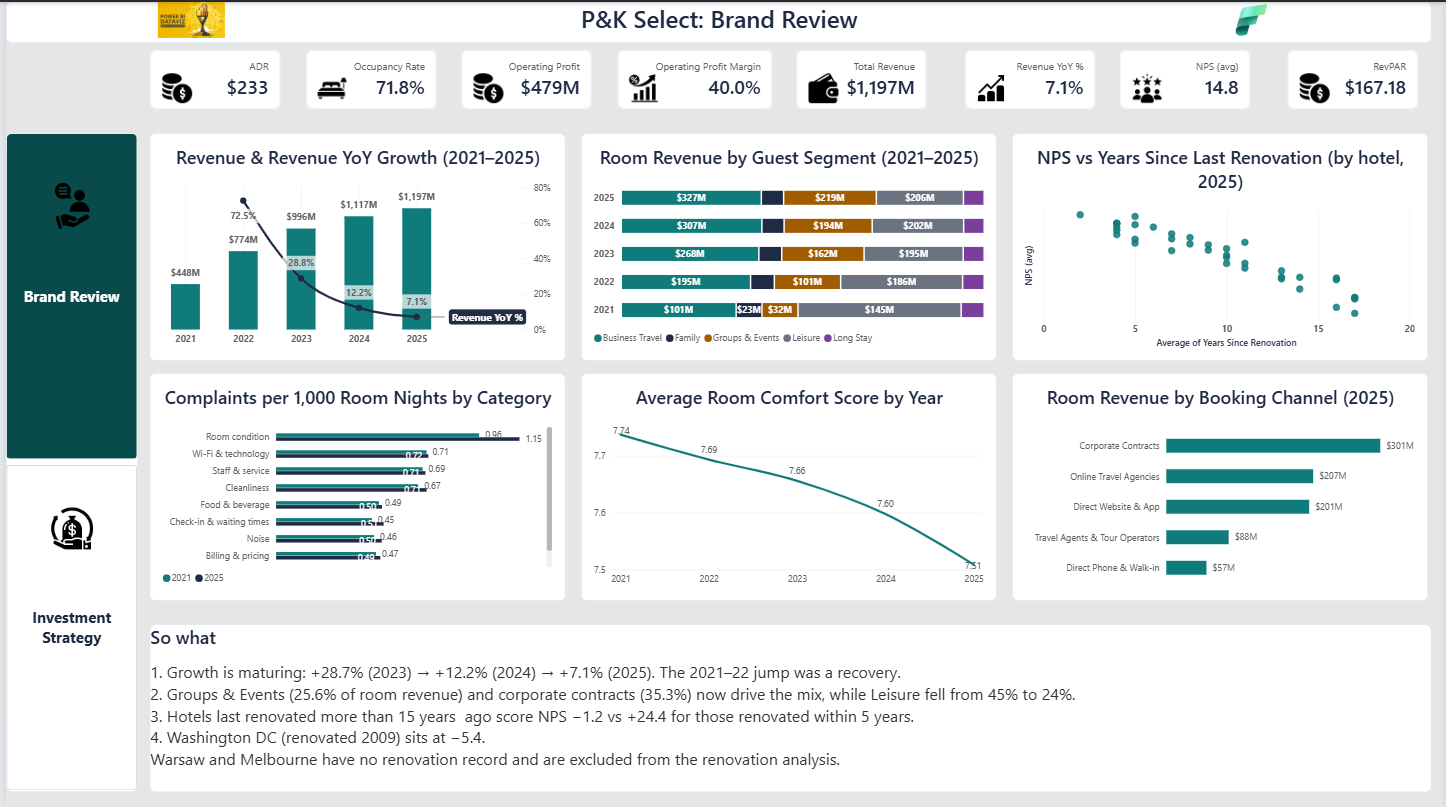 POWER BI
DATAVIZ
P&K Select: Brand Review
ADR
$233
Occupancy Rate
71.8%
Operating Profit
$479M
Operating Profit Margin
40.0%
Total Revenue
$1,197M
Revenue YoY %
7.1%
NPS (avg)
14.8
RevPAR
$167.18
Brand Review
Investment
Strategy
Revenue & Revenue YoY Growth (2021–2025)
80%
60%
40%
20%
0%
$448M
$774M
$996M
$1,117M
$1,197M
72.5%
28.8%
12.2%
7.1%
Revenue YoY %
2021 2022 2023 2024 2025
Room Revenue by Guest Segment (2021–2025)
2025 $327M $219M $206M
2024 $307M $194M $202M
2023 $268M $162M $195M
2022 $195M $101M $186M
2021 $101M $23M $32M $145M
Business Travel Family Groups & Events Leisure Long Stay
NPS vs Years Since Last Renovation (by hotel,
2025)
NPS (avg)
0 5 10 15 20
Average of Years Since Renovation
Complaints per 1,000 Room Nights by Category
Room condition 0.96 1.15
Wi-Fi & technology 0.72 0.71
Staff & service 0.71 0.69
Cleanliness 0.71 0.67
Food & beverage 0.50 0.49
Check-in & waiting times 0.51 0.45
Noise 0.50 0.46
Billing & pricing 0.49 0.47
2021 2025
Average Room Comfort Score by Year
7.7
7.6
7.5
7.74
7.69
7.66
7.60
7.51
2021 2022 2023 2024 2025
Room Revenue by Booking Channel (2025)
Corporate Contracts $301M
Online Travel Agencies $207M
Direct Website & App $201M
Travel Agents & Tour Operators $88M
Direct Phone & Walk-in $57M
So what
1. Growth is maturing: +28.7% (2023) → +12.2% (2024) → +7.1% (2025). The 2021–22 jump was a recovery.
2. Groups & Events (25.6% of room revenue) and corporate contracts (35.3%) now drive the mix, while Leisure fell from 45% to 24%.
3. Hotels last renovated more than 15 years  ago score NPS −1.2 vs +24.4 for those renovated within 5 years.
4. Washington DC (renovated 2009) sits at −5.4.
Warsaw and Melbourne have no renovation record and are excluded from the renovation analysis.